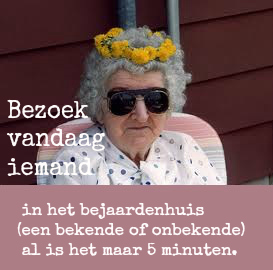 Bezoek
vandaag
iemand
in het bejaardenhuis
(een bekende of onbekende)
al is het maar 5 minuten.